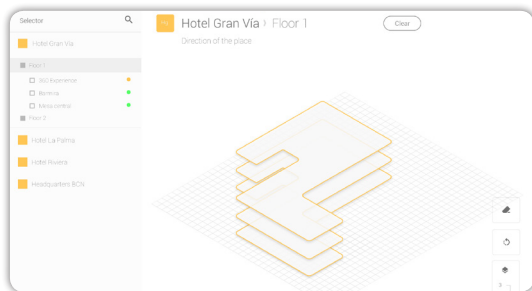 Selector
Hotel Gran Vía
Floor 1
360 Experience
Mesa central
Floor 2
Hotel La Palma
Hotel Riviera
Headquarters BCN
Hotel Gran Vía › Floor 1
Direction of the place
Clear